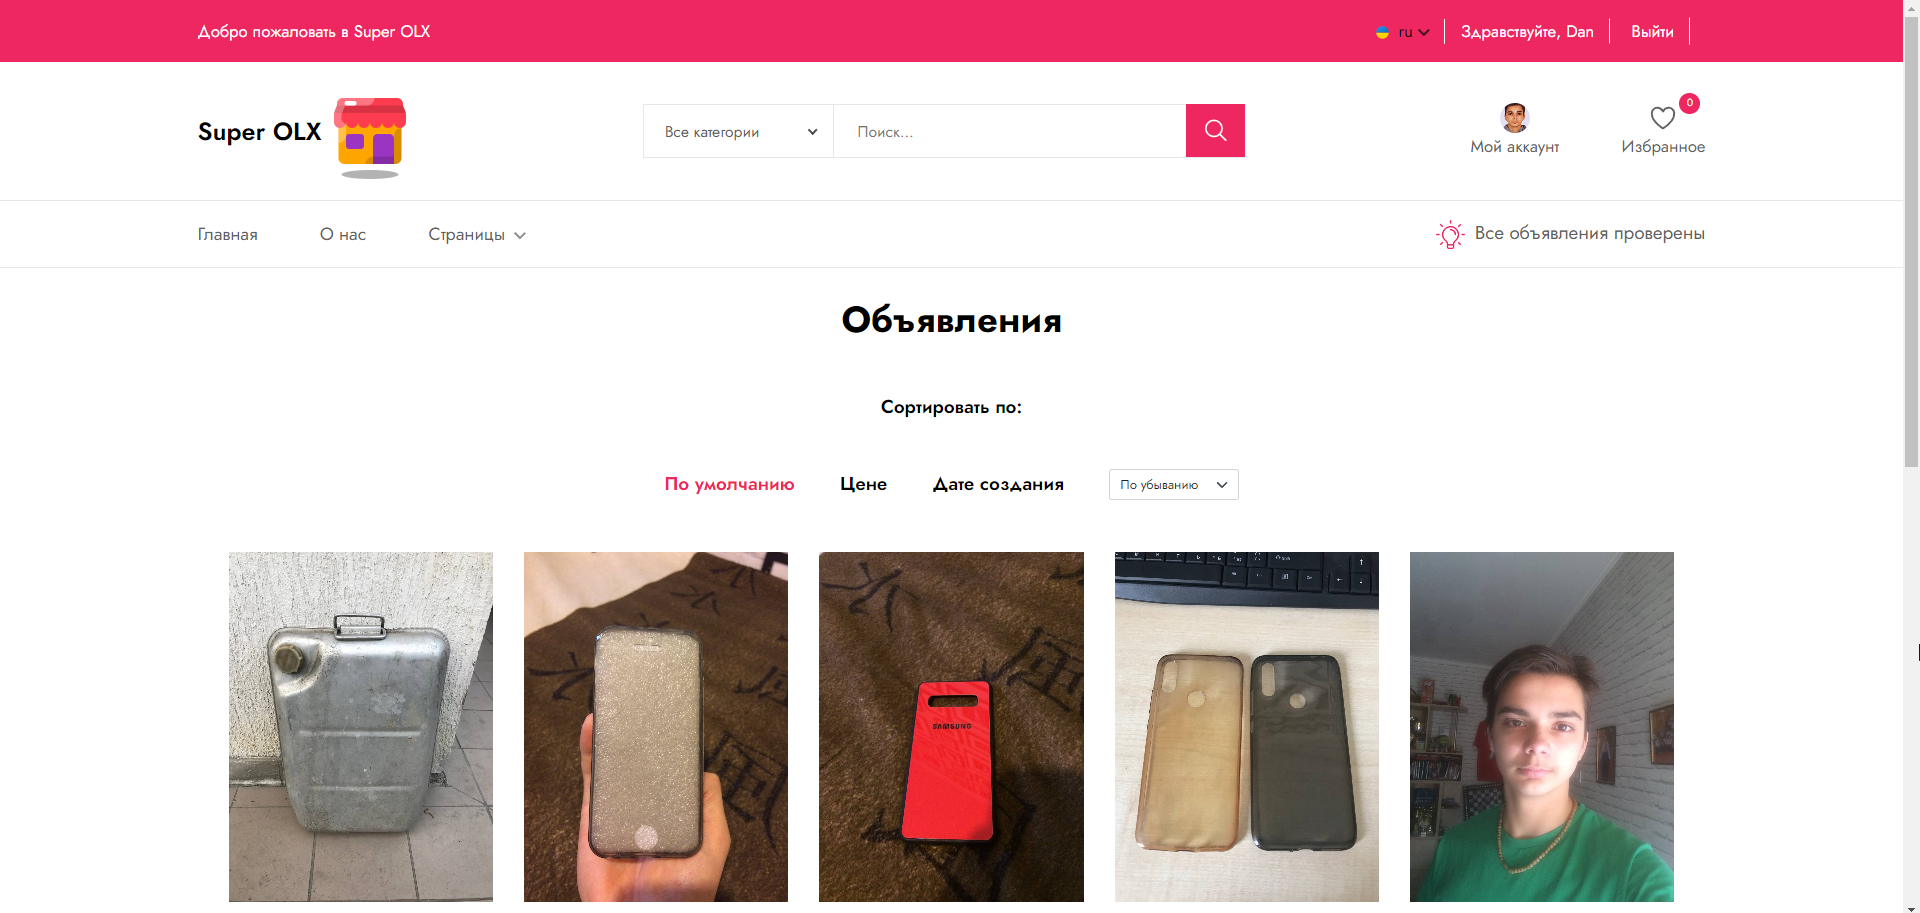 Добро пожаловать в Super OLX
ru
Здравствуйте, Dan
Выйти
Super OLX
Все категории
Поиск...
Мой аккаунт
0
Избранное
Главная
О нас
Страницы
Все объявления проверены
Объявления
Сортировать по:
По умолчанию
Цене
Дате создания
По убыванию
SAMSUNG